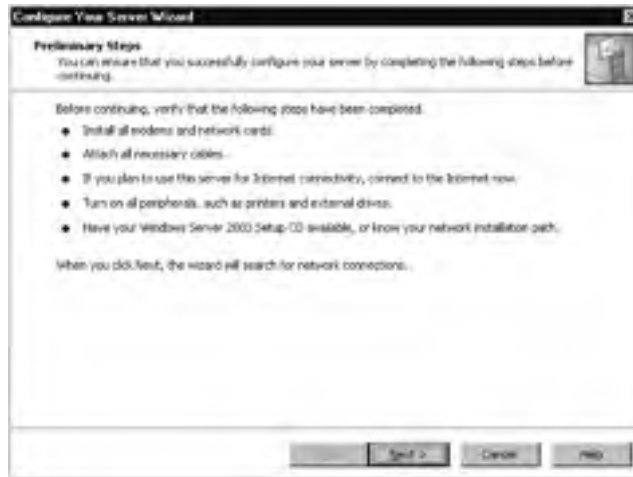 Configure Your Server Wizard
Preliminary Steps
You can ensure that you successfully configure your server by completing the following steps before
continuing.
Before continuing, verify that the following steps have been completed.
● Install all modems and network cards.
● Attach all necessary cables.
● If you plan to use this server for Internet connectivity, connect to the Internet now.
● Turn on all peripherals, such as printers and external drives.
● Have your Windows Server 2003 Setup CD available, or know your network installation path.
When you click Next, the wizard will search for network connections.
Next > Cancel Help